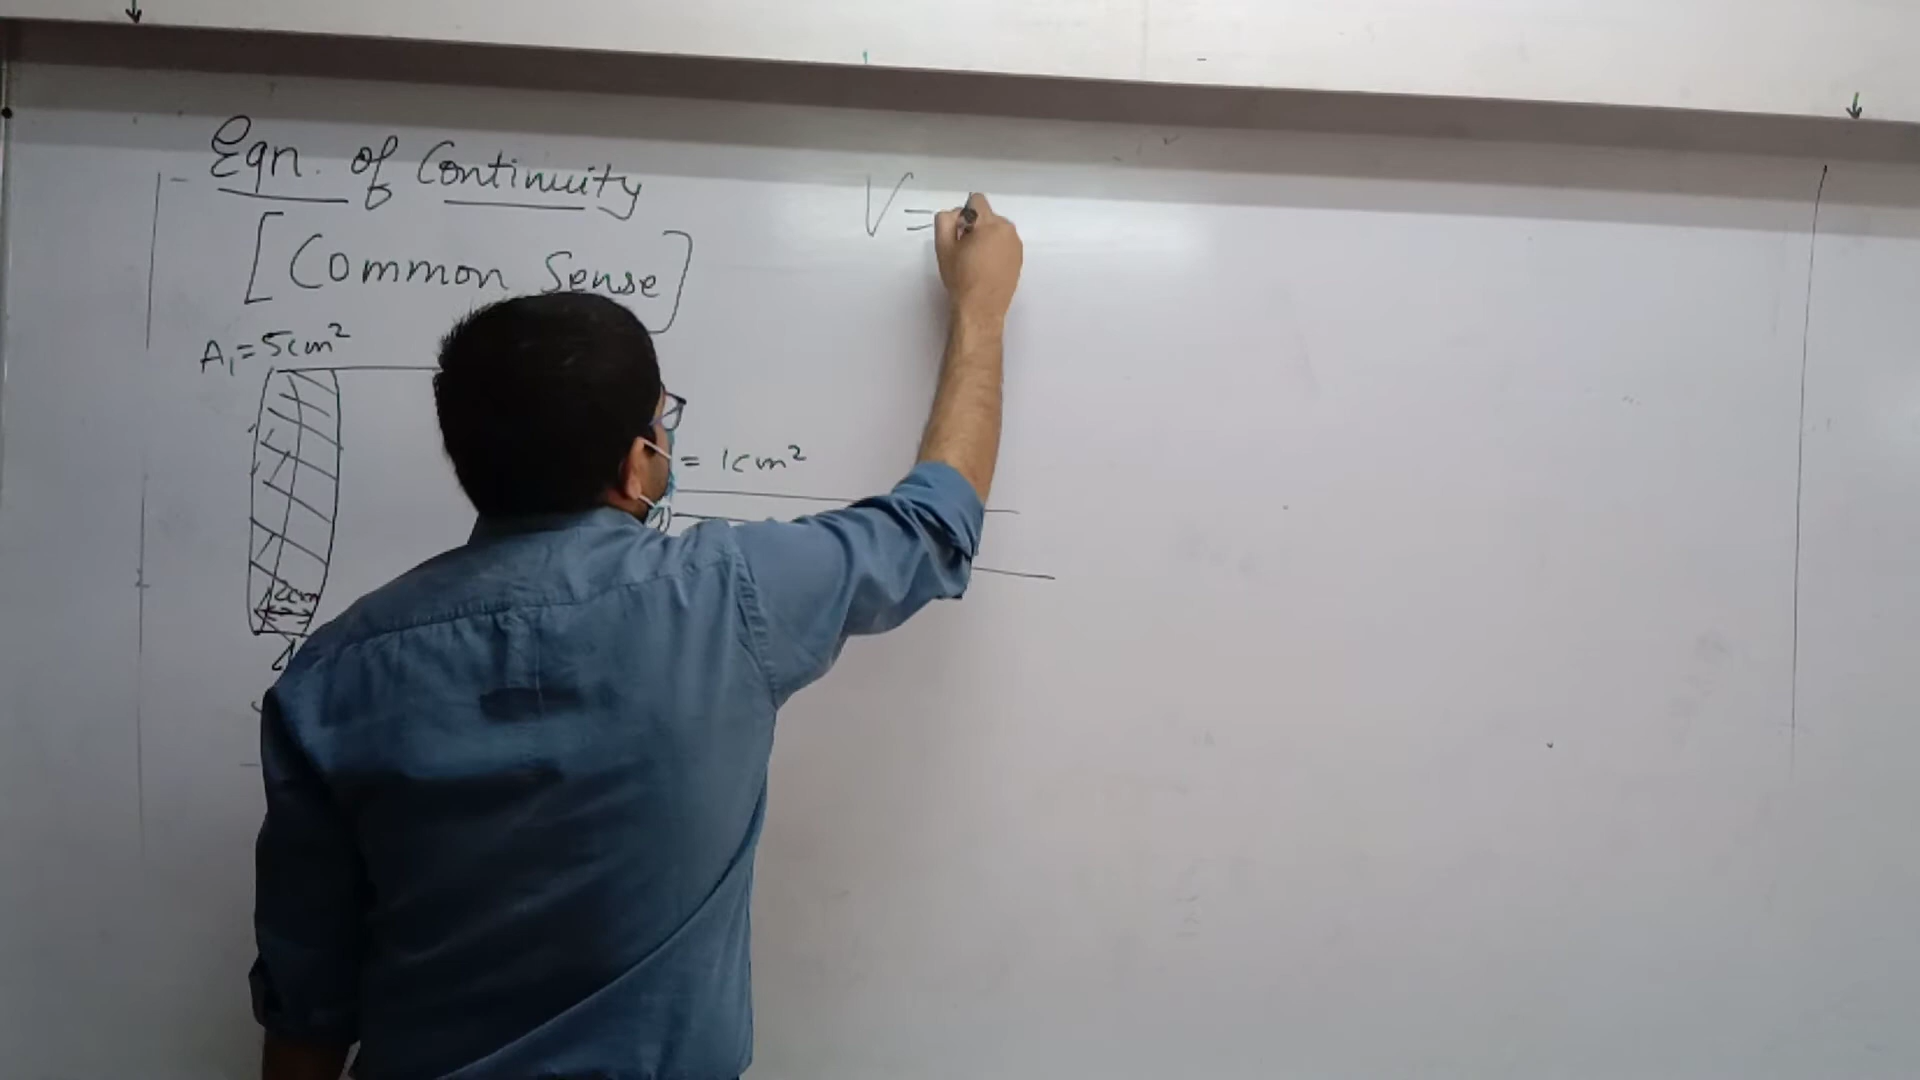 Eqn. of Continuity
[Common Sense]
A₁=5cm²
= 1cm²
2cm
V=